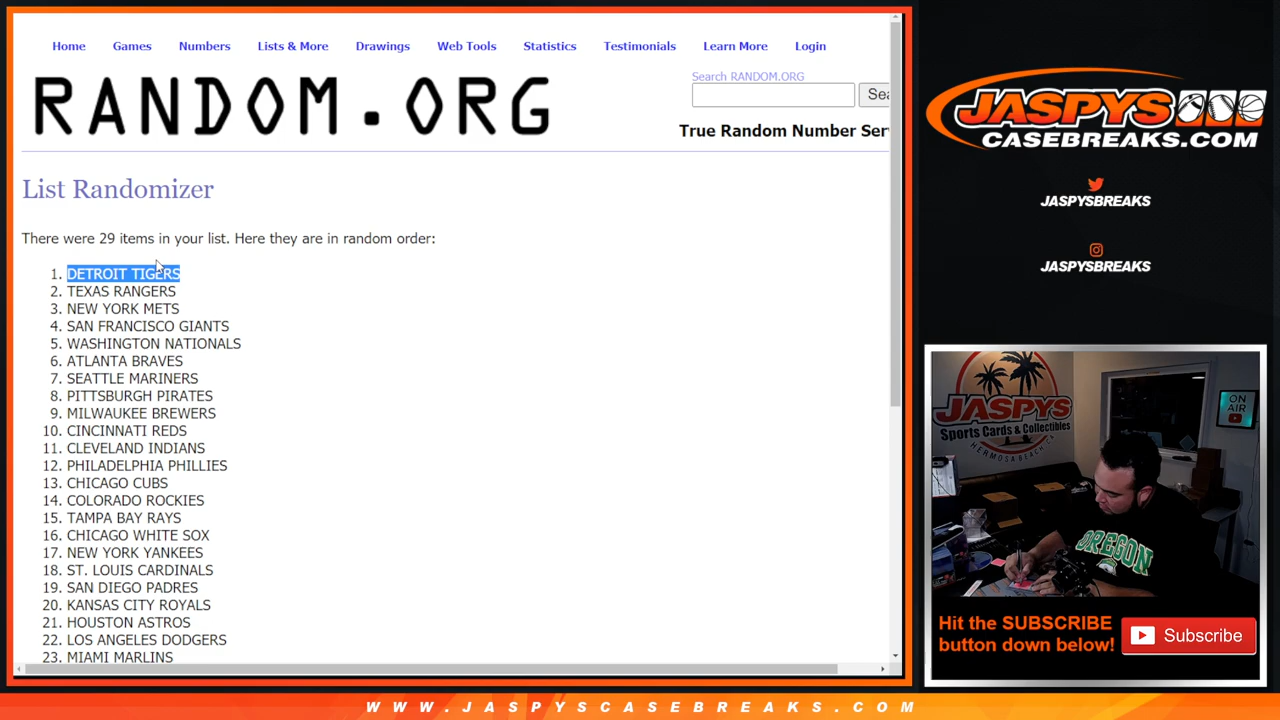 Home Games Numbers Lists & More Drawings Web Tools Statistics Testimonials Learn More Login
Search RANDOM.ORG
RANDOM.ORG
Sea
True Random Number Ser
List Randomizer
There were 29 items in your list. Here they are in random order:
1. DETROIT TIGERS
2. TEXAS RANGERS
3. NEW YORK METS
4. SAN FRANCISCO GIANTS
5. WASHINGTON NATIONALS
6. ATLANTA BRAVES
7. SEATTLE MARINERS
8. PITTSBURGH PIRATES
9. MILWAUKEE BREWERS
10. CINCINNATI REDS
11. CLEVELAND INDIANS
12. PHILADELPHIA PHILLIES
13. CHICAGO CUBS
14. COLORADO ROCKIES
15. TAMPA BAY RAYS
16. CHICAGO WHITE SOX
17. NEW YORK YANKEES
18. ST. LOUIS CARDINALS
19. SAN DIEGO PADRES
20. KANSAS CITY ROYALS
21. HOUSTON ASTROS
22. LOS ANGELES DODGERS
23. MIAMI MARLINS
JASPYS
CASEBREAKS.COM
JASPYSBREAKS
JASPYSBREAKS
JASPYS
Sports Cards & Collectibles
HERMOSA BEACH, CA
ON
AIR
OREGON
Hit the SUBSCRIBE
button down below!
Subscribe
WWW.JASPYSCASEBREAKS.COM